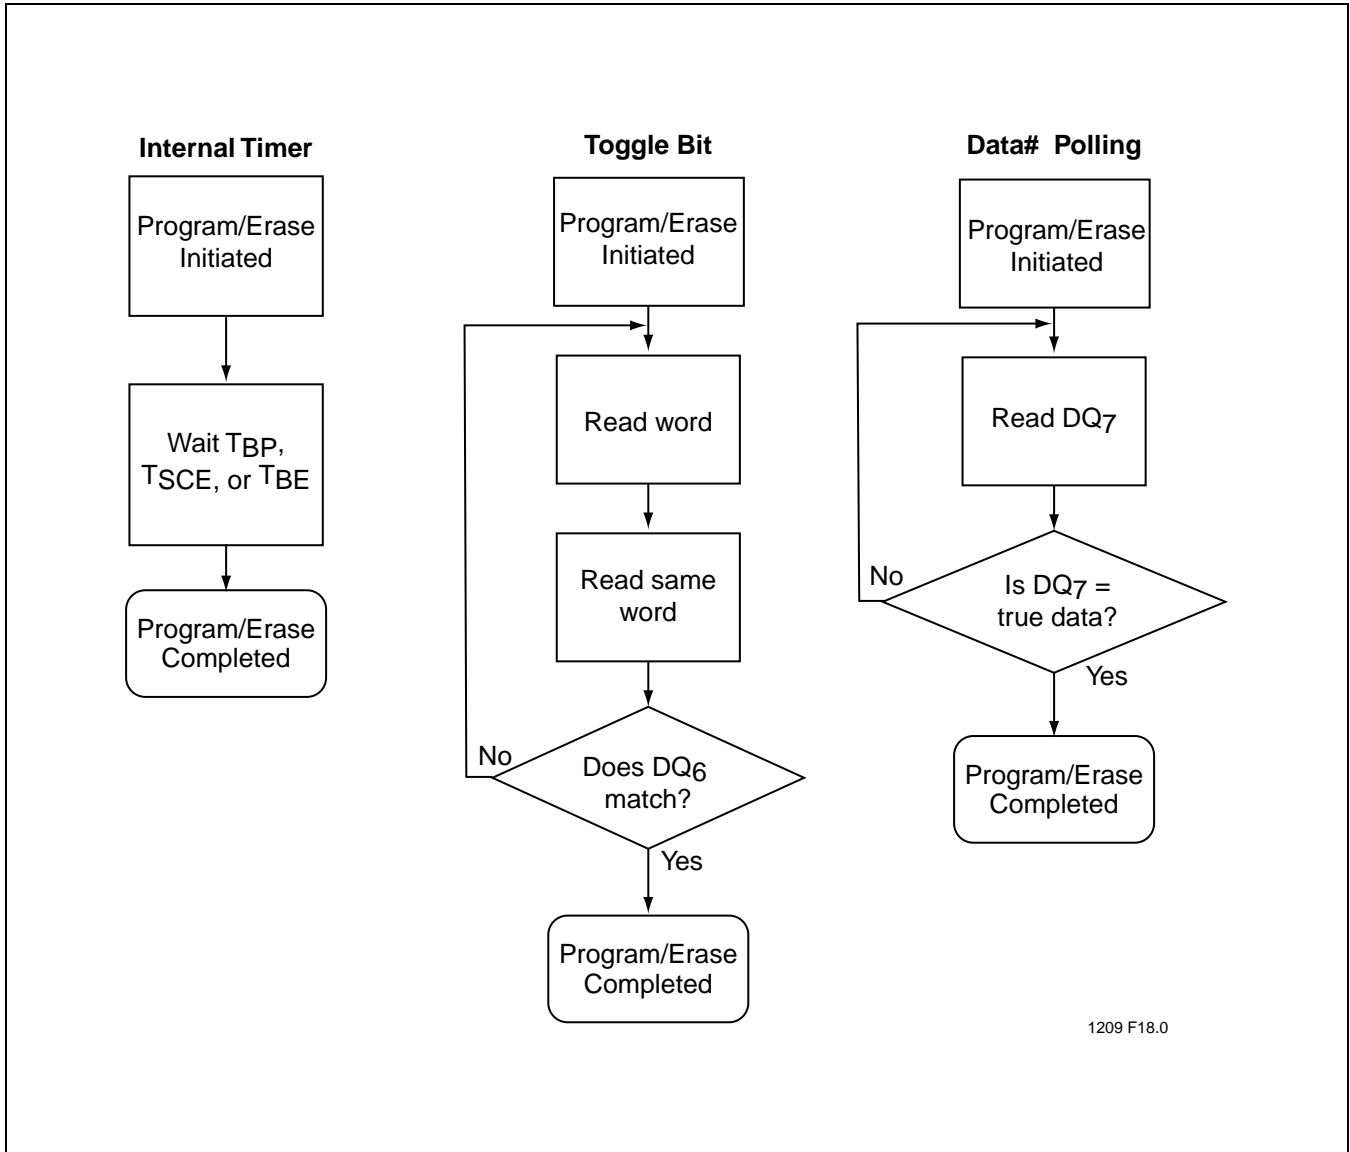 Internal Timer
Program/Erase
Initiated
Wait TBP,
TSCE, or TBE
Program/Erase
Completed
Toggle Bit
Program/Erase
Initiated
Read word
Read same
word
Does DQ6
match?
No
Yes
Program/Erase
Completed
Data# Polling
Program/Erase
Initiated
Read DQ7
Is DQ7 =
true data?
No
Yes
Program/Erase
Completed
1209 F18.0